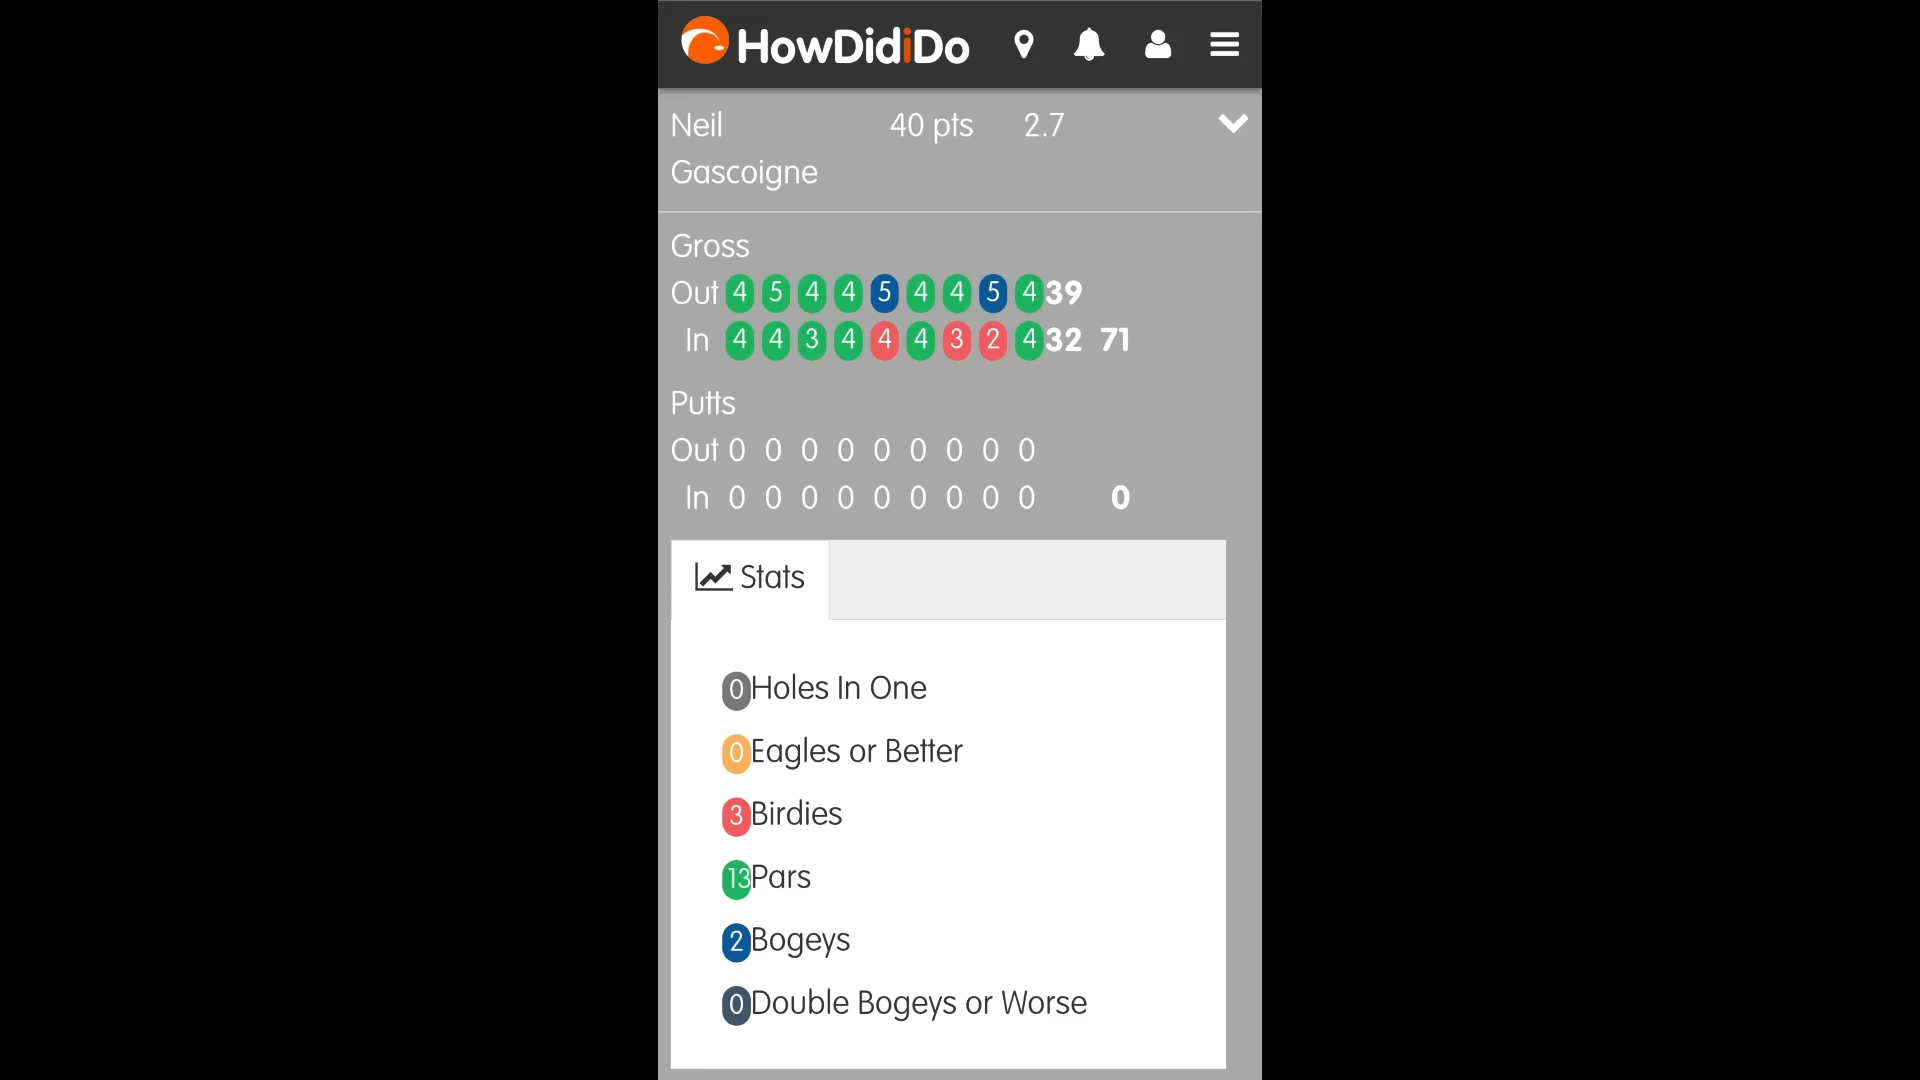 HowDidiDo
Neil 40 pts 2.7
Gascoigne
Gross
Out 4 5 4 4 5 4 4 5 4 39
In 4 4 3 4 4 4 3 2 4 32 71
Putts
Out 0 0 0 0 0 0 0 0 0
In 0 0 0 0 0 0 0 0 0 0
Stats
0 Holes In One
0 Eagles or Better
3 Birdies
13 Pars
2 Bogeys
0 Double Bogeys or Worse